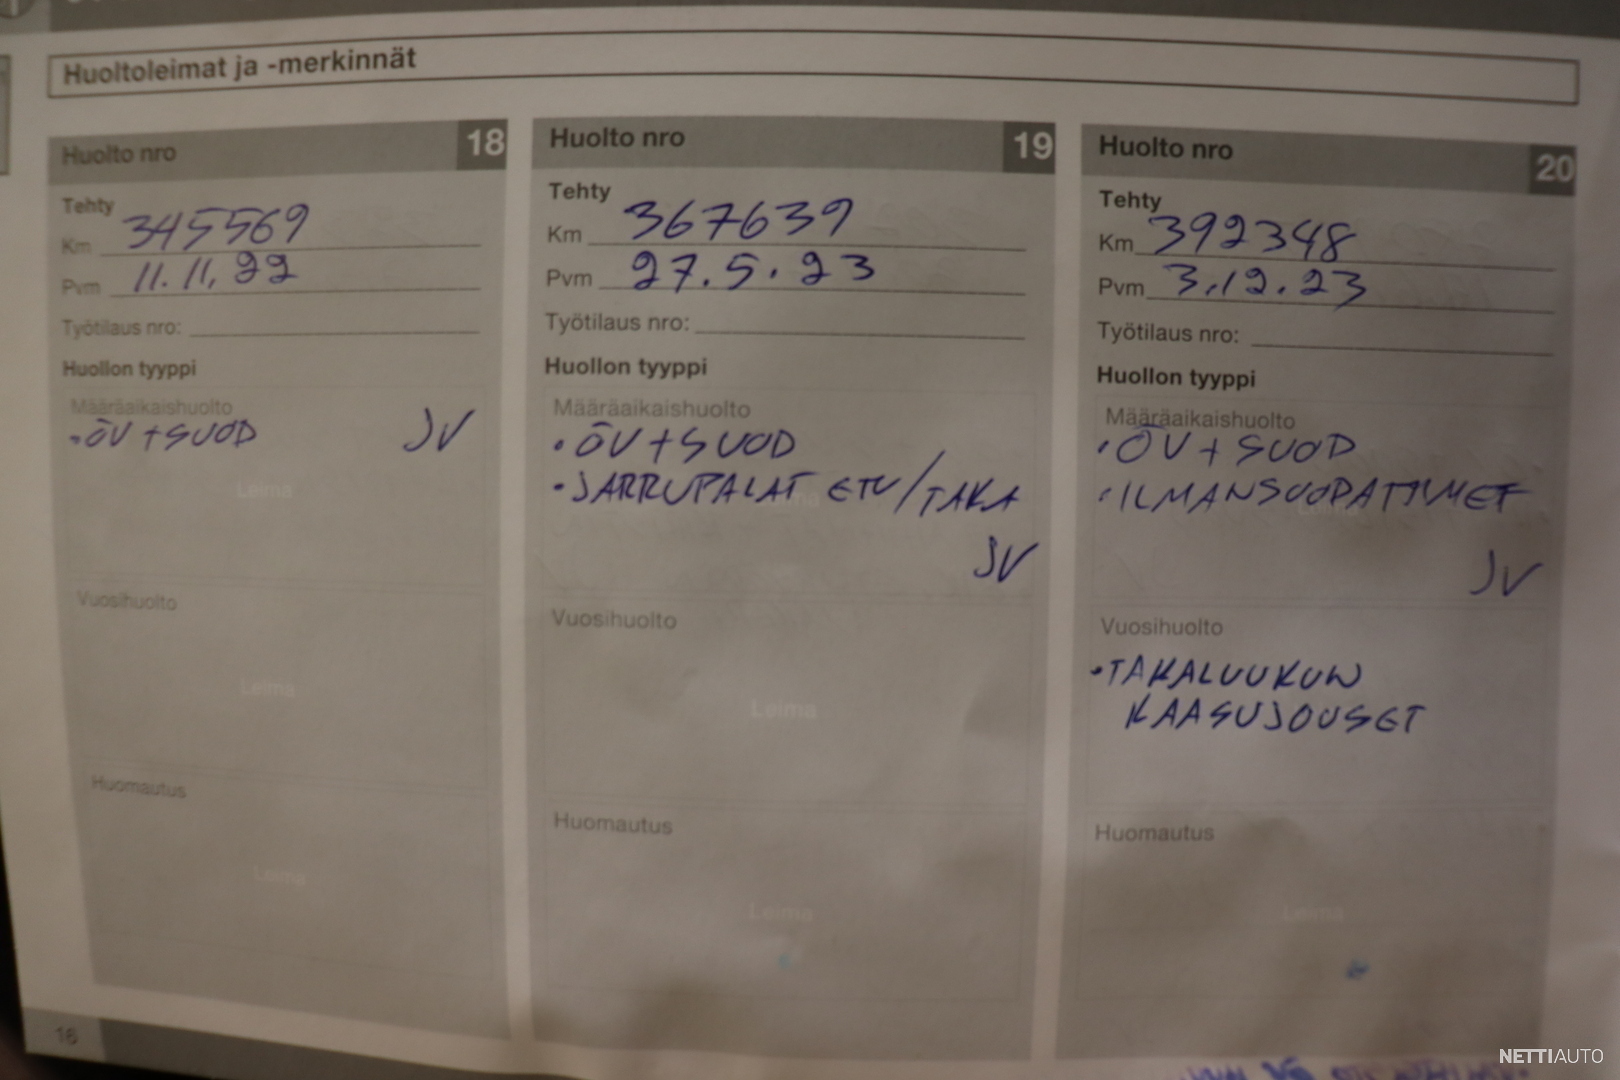 Huoltoleimat ja -merkinnät
Huolto nro 18
Tehty
Km 345569
Pvm 11.11.22
Työtilaus nro:
Huollon tyyppi
Määräaikaishuolto
•ÖV+SUOD JV
Leima
Vuosihuolto
Leima
Huomautus
Leima
16
Huolto nro 19
Tehty
Km 367639
Pvm 27.5.23
Työtilaus nro:
Huollon tyyppi
Määräaikaishuolto
•ÖV+SUOD
•JARRUPALAT ETU/TAKA
JV
Vuosihuolto
Leima
Huomautus
Leima
Huolto nro 20
Tehty
Km 392348
Pvm 3.12.23
Työtilaus nro:
Huollon tyyppi
Määräaikaishuolto
•ÖV+SUOD
•ILMANSUODATTIMET
JV
Vuosihuolto
•TAKALUUKUN
KAASUJOUSET
Huomautus
Leima
NETTIAUTO